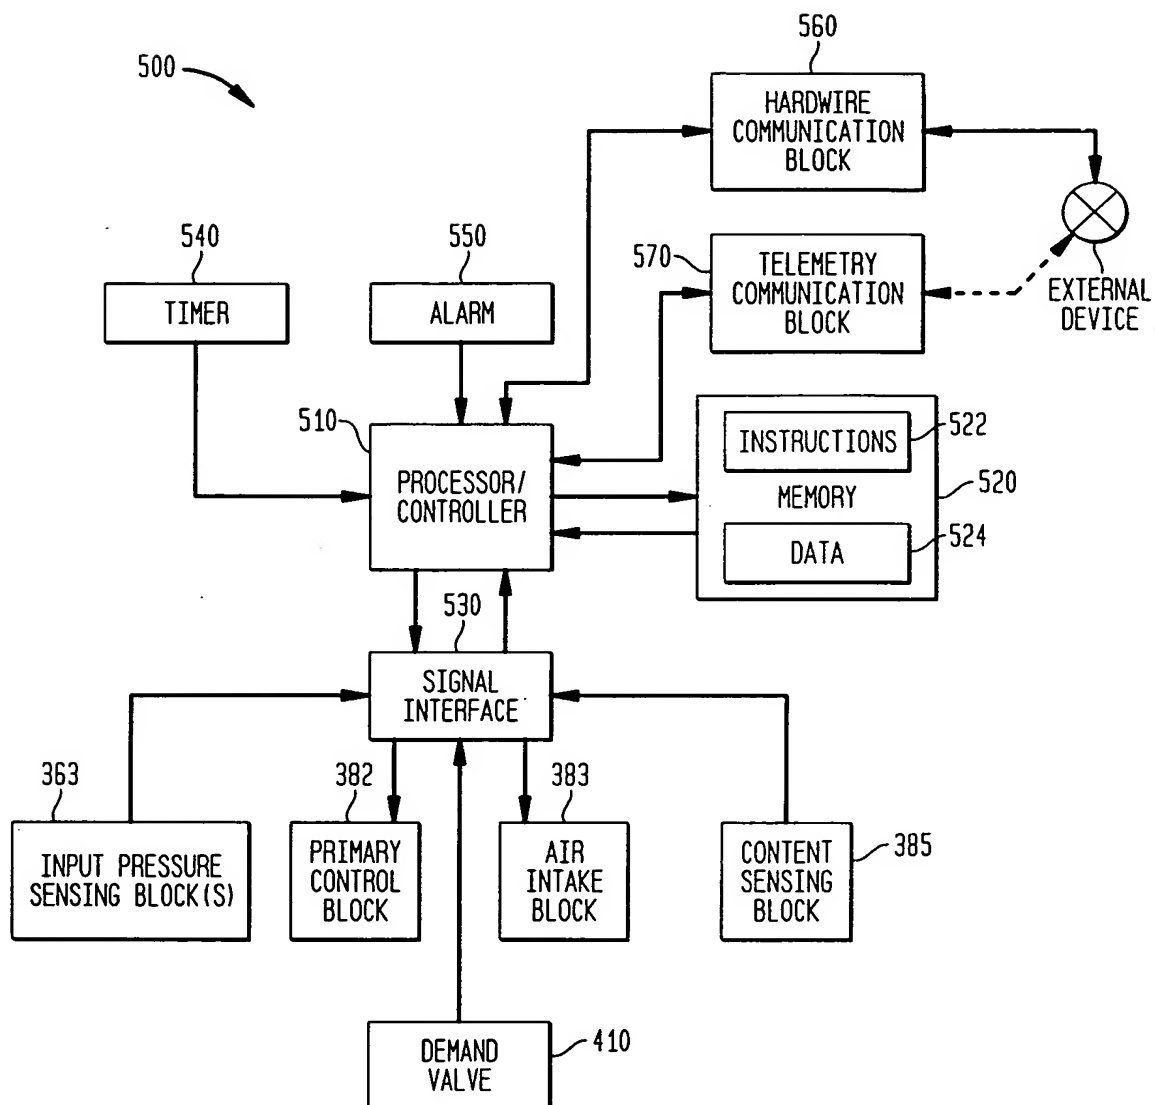 500
560
HARDWIRE
COMMUNICATION
BLOCK
540
TIMER
550
ALARM
570
TELEMETRY
COMMUNICATION
BLOCK
EXTERNAL
DEVICE
510
PROCESSOR/
CONTROLLER
INSTRUCTIONS
522
MEMORY
520
DATA
524
530
SIGNAL
INTERFACE
363
INPUT PRESSURE
SENSING BLOCK(S)
382
PRIMARY
CONTROL
BLOCK
383
AIR
INTAKE
BLOCK
CONTENT
SENSING
BLOCK
385
DEMAND
VALVE
410